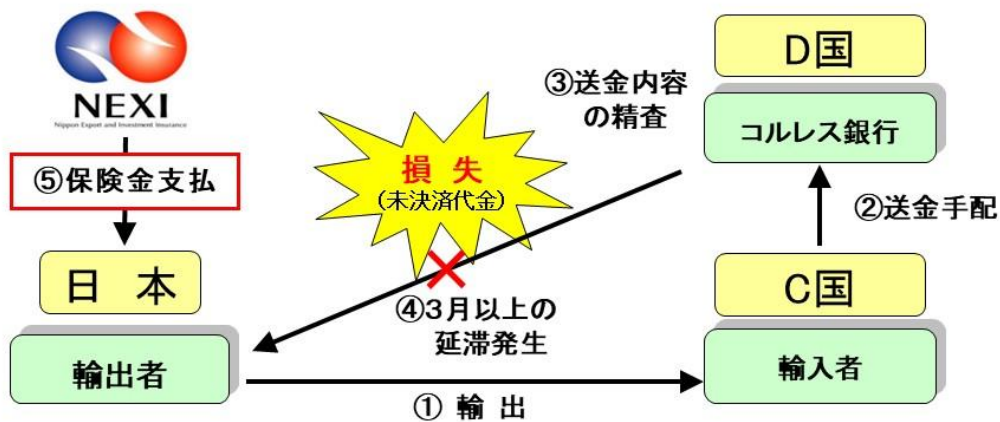 NEXI
Nippon Export and Investment Insurance
⑤保険金支払
日 本
輸出者
損 失
(未決済代金)
③送金内容
の精査
D国
コルレス銀行
②送金手配
C国
輸入者
④3月以上の
延滞発生
① 輸 出